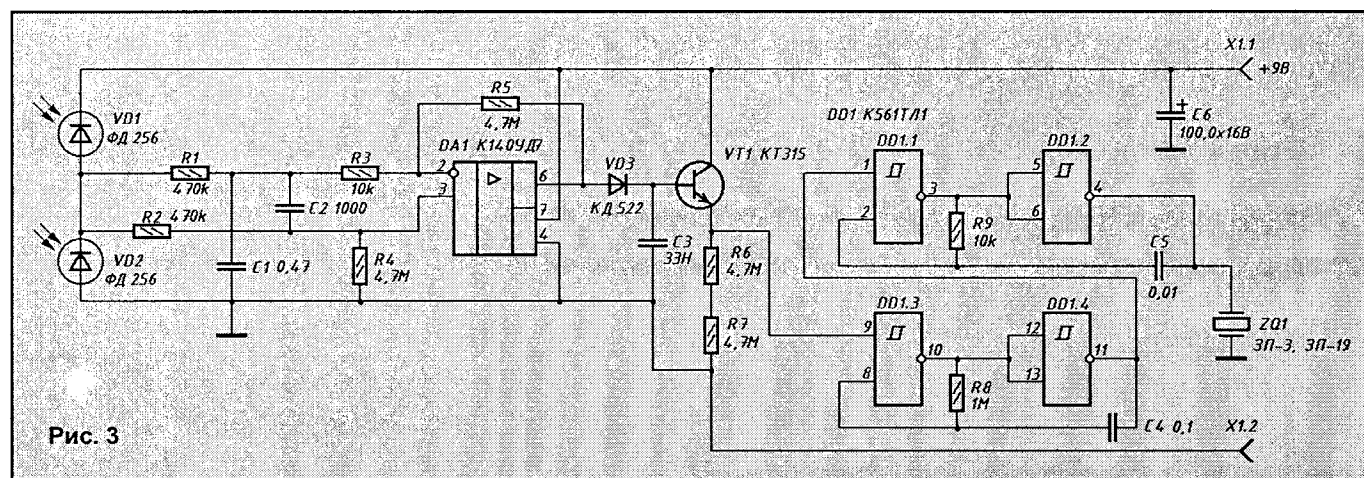 X1.1
+9В
VD1
ФД 256
R1
470k
R3
10k
R5
4,7M
DA1 К140УД7
2
3
6
7
4
C2 1000
R2 470k
VD2
ФД 256
C1 0,47
R4
4,7M
VD3
КД 522
C3
33Н
VT1 КТ315
R6
4,7M
R7
4,7M
DD1 К561ТЛ1
DD1.1
1
2
3
R9
10k
DD1.2
5
6
4
C5
0,01
C6
100,0x16В
+
DD1.3
9
8
10
R8
1M
DD1.4
12
13
11
C4 0,1
ZQ1
ЗП-3, ЗП-19
X1.2
Рис. 3